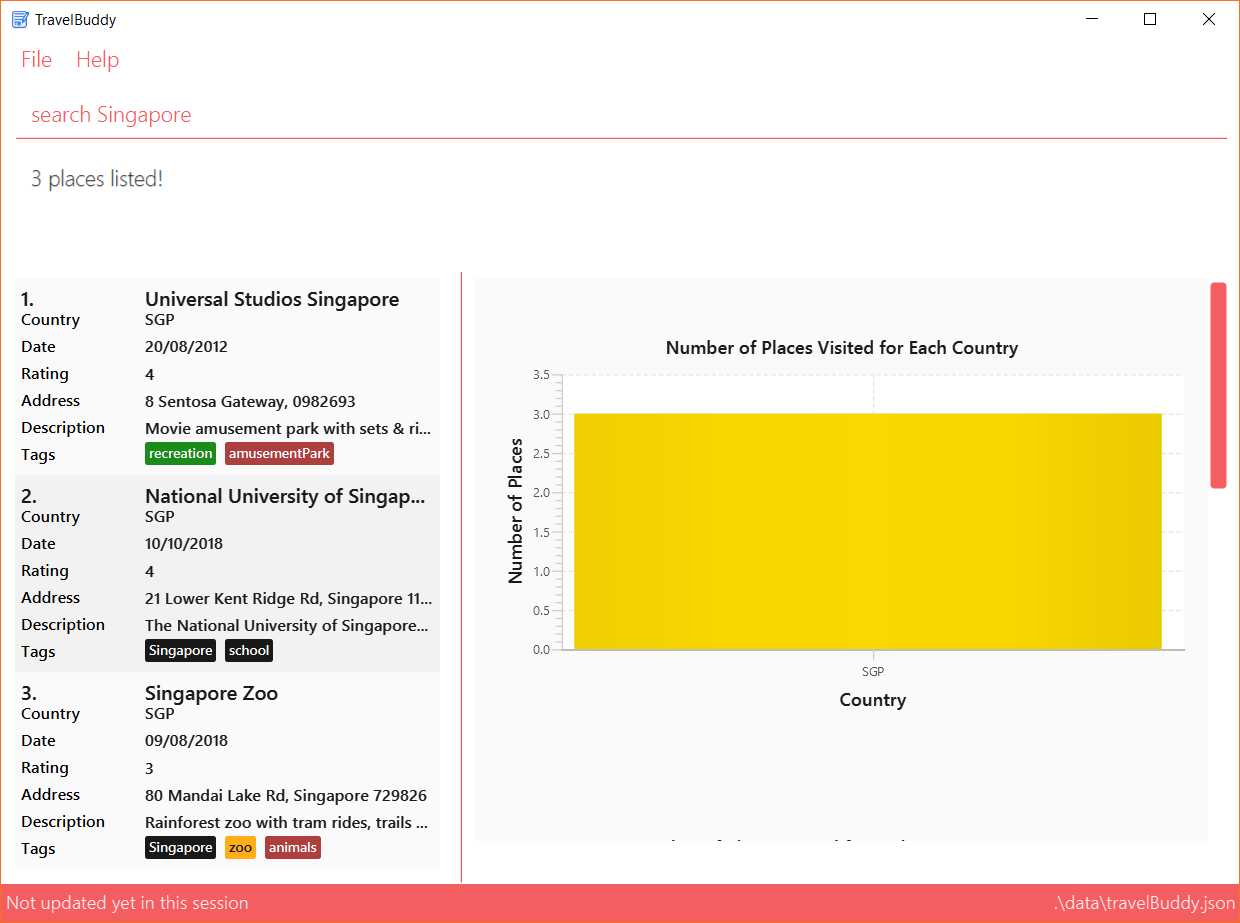 TravelBuddy
File Help
search Singapore
3 places listed!
1. Universal Studios Singapore
Country SGP
Date 20/08/2012
Rating 4
Address 8 Sentosa Gateway, 0982693
Description Movie amusement park with sets & ri...
Tags recreation amusementPark
2. National University of Singap...
Country SGP
Date 10/10/2018
Rating 4
Address 21 Lower Kent Ridge Rd, Singapore 11...
Description The National University of Singapore...
Tags Singapore school
3. Singapore Zoo
Country SGP
Date 09/08/2018
Rating 3
Address 80 Mandai Lake Rd, Singapore 729826
Description Rainforest zoo with tram rides, trails ...
Tags Singapore zoo animals
Number of Places Visited for Each Country
Number of Places
3.5
3.0
2.5
2.0
1.5
1.0
0.5
0.0
SGP
Country
Not updated yet in this session
.\data\travelBuddy.json